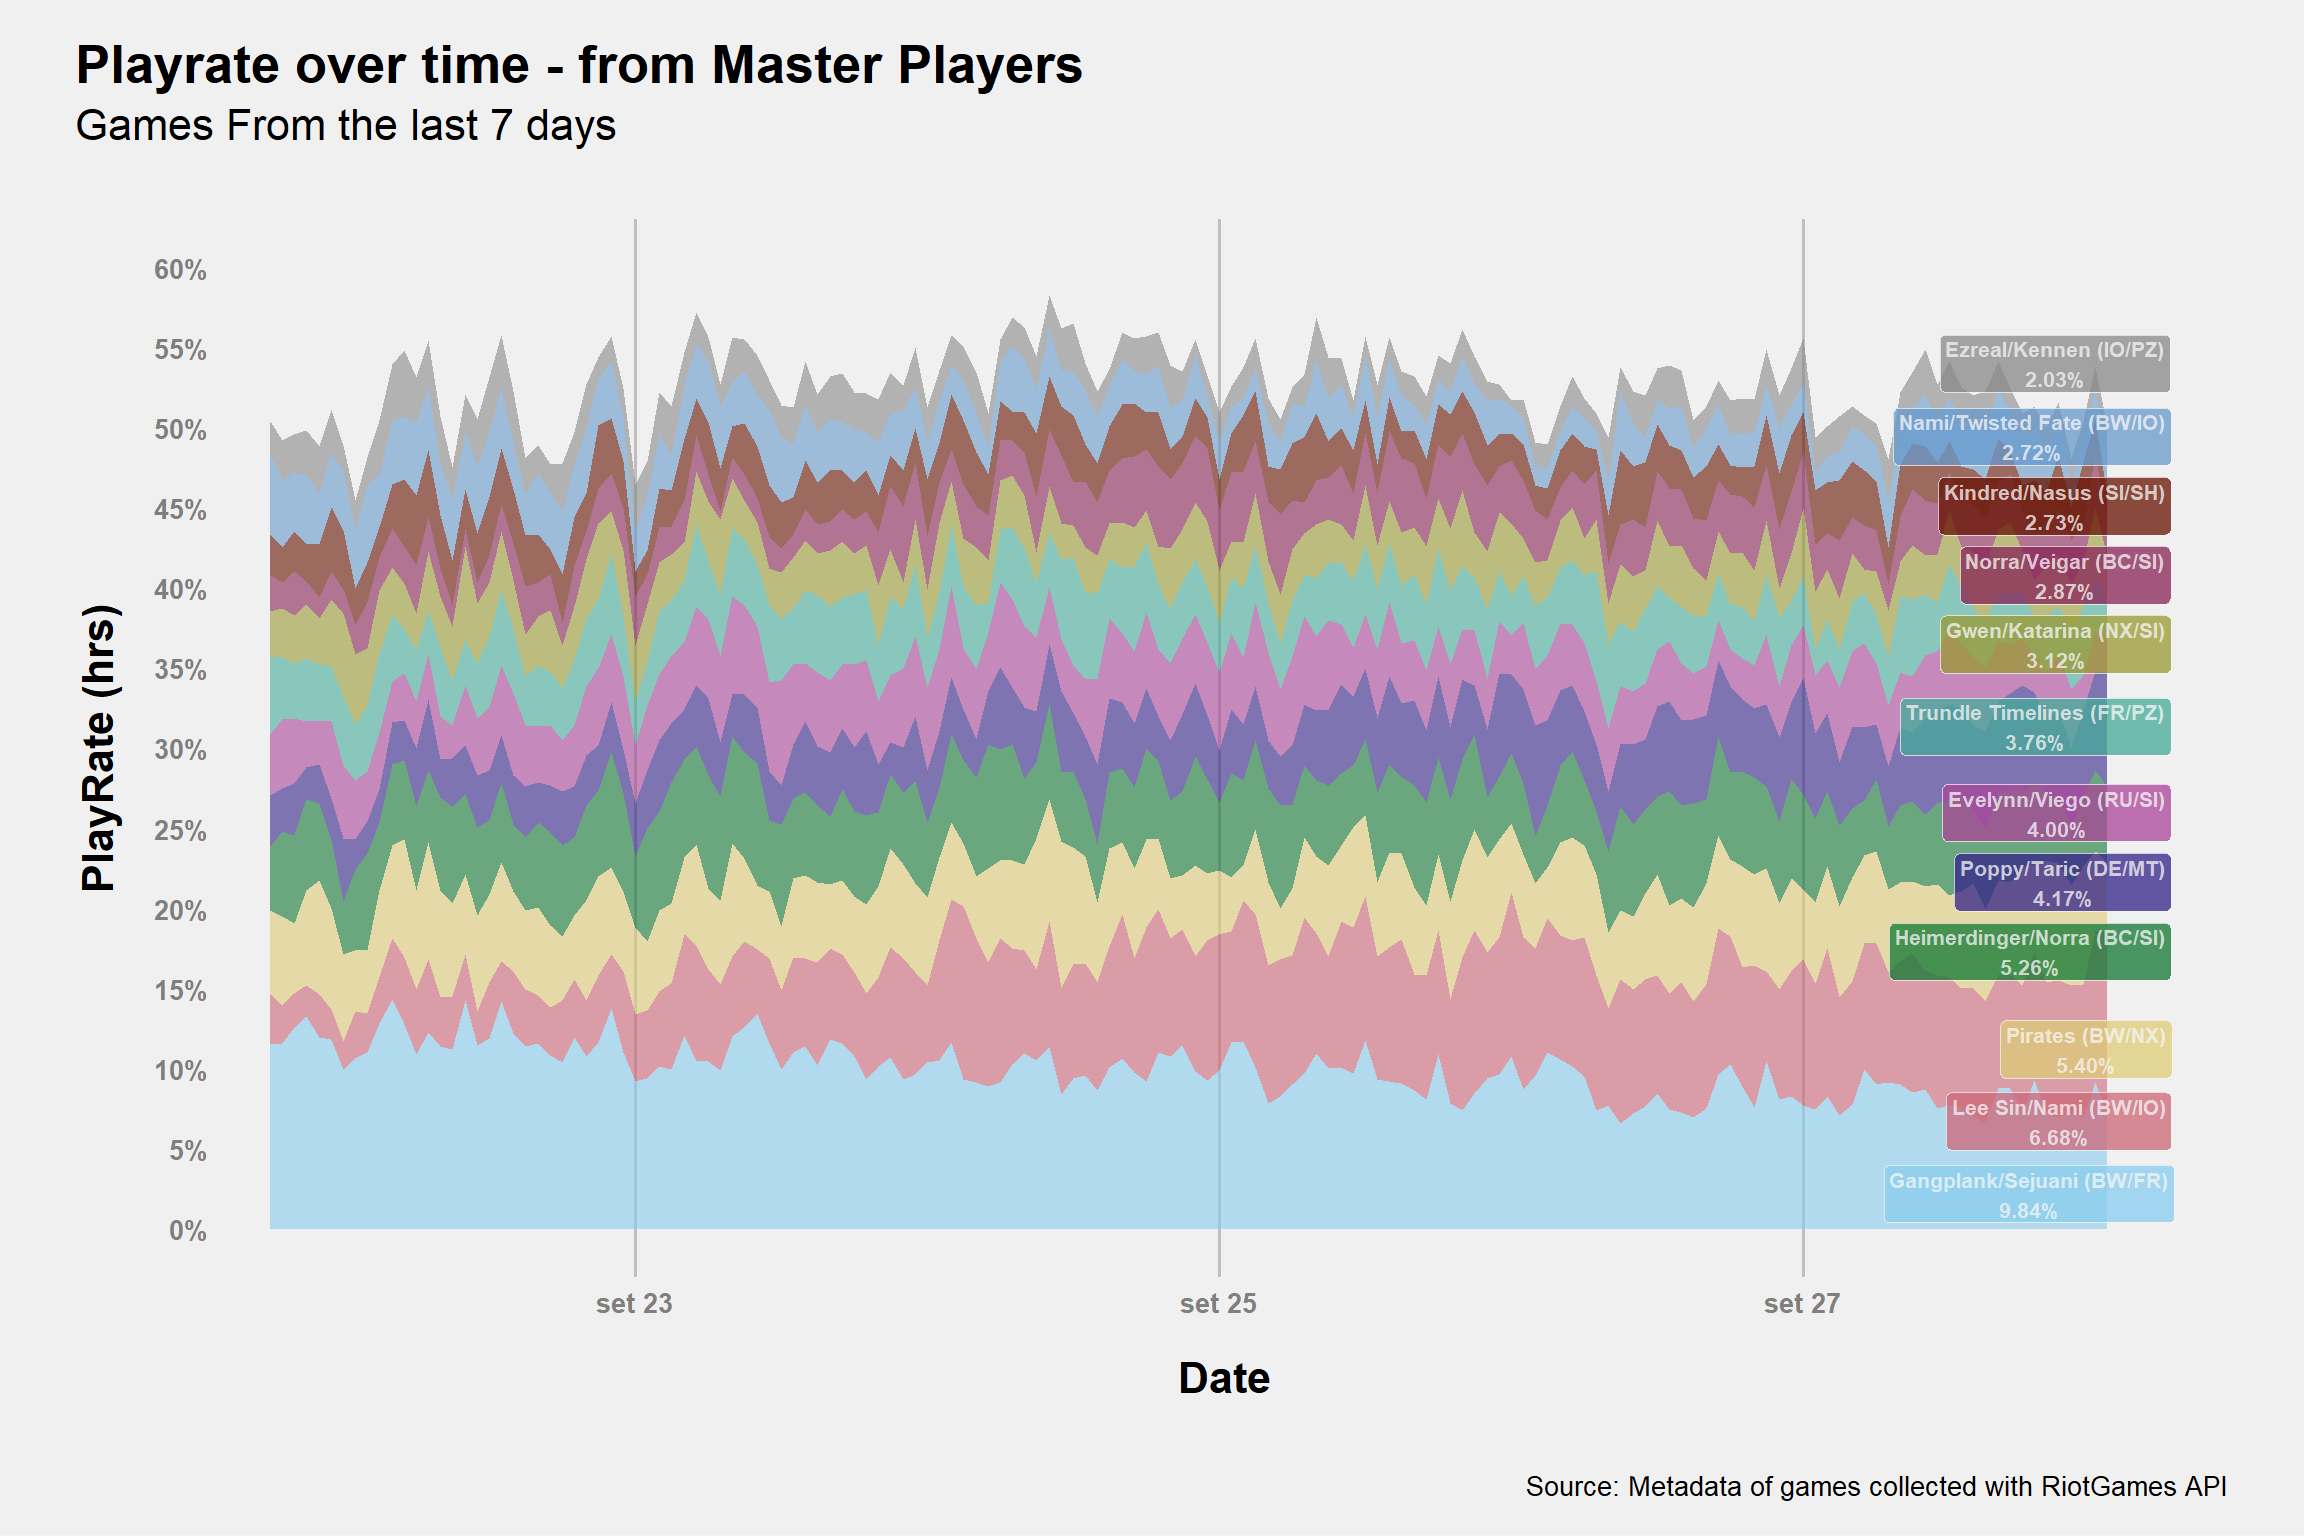 Playrate over time - from Master Players
Games From the last 7 days
PlayRate (hrs)
60%
55%
50%
45%
40%
35%
30%
25%
20%
15%
10%
5%
0%
Ezreal/Kennen (IO/PZ)
2.03%
Nami/Twisted Fate (BW/IO)
2.72%
Kindred/Nasus (SI/SH)
2.73%
Norra/Veigar (BC/SI)
2.87%
Gwen/Katarina (NX/SI)
3.12%
Trundle Timelines (FR/PZ)
3.76%
Evelynn/Viego (RU/SI)
4.00%
Poppy/Taric (DE/MT)
4.17%
Heimerdinger/Norra (BC/SI)
5.26%
Pirates (BW/NX)
5.40%
Lee Sin/Nami (BW/IO)
6.68%
Gangplank/Sejuani (BW/FR)
9.84%
set 23
set 25
set 27
Date
Source: Metadata of games collected with RiotGames API